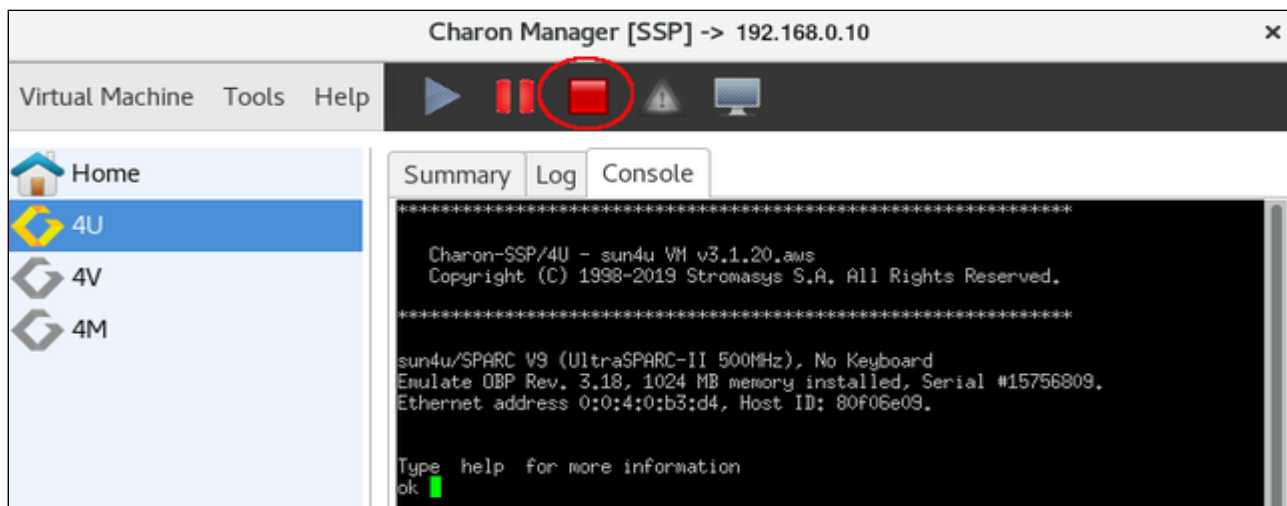 Charon Manager [SSP] -> 192.168.0.10 ×
Virtual Machine Tools Help
Home
4U
4V
4M
Summary Log Console
*****************************************************************
Charon-SSP/4U - sun4u VM v3.1.20.aws
Copyright (C) 1998-2019 Stromasys S.A. All Rights Reserved.
*****************************************************************
sun4u/SPARC V9 (UltraSPARC-II 500MHz), No Keyboard
Emulate OBP Rev. 3.18, 1024 MB memory installed, Serial #15756809.
Ethernet address 0:0:4:0:b3:d4, Host ID: 80f06e09.
Type help for more information
ok